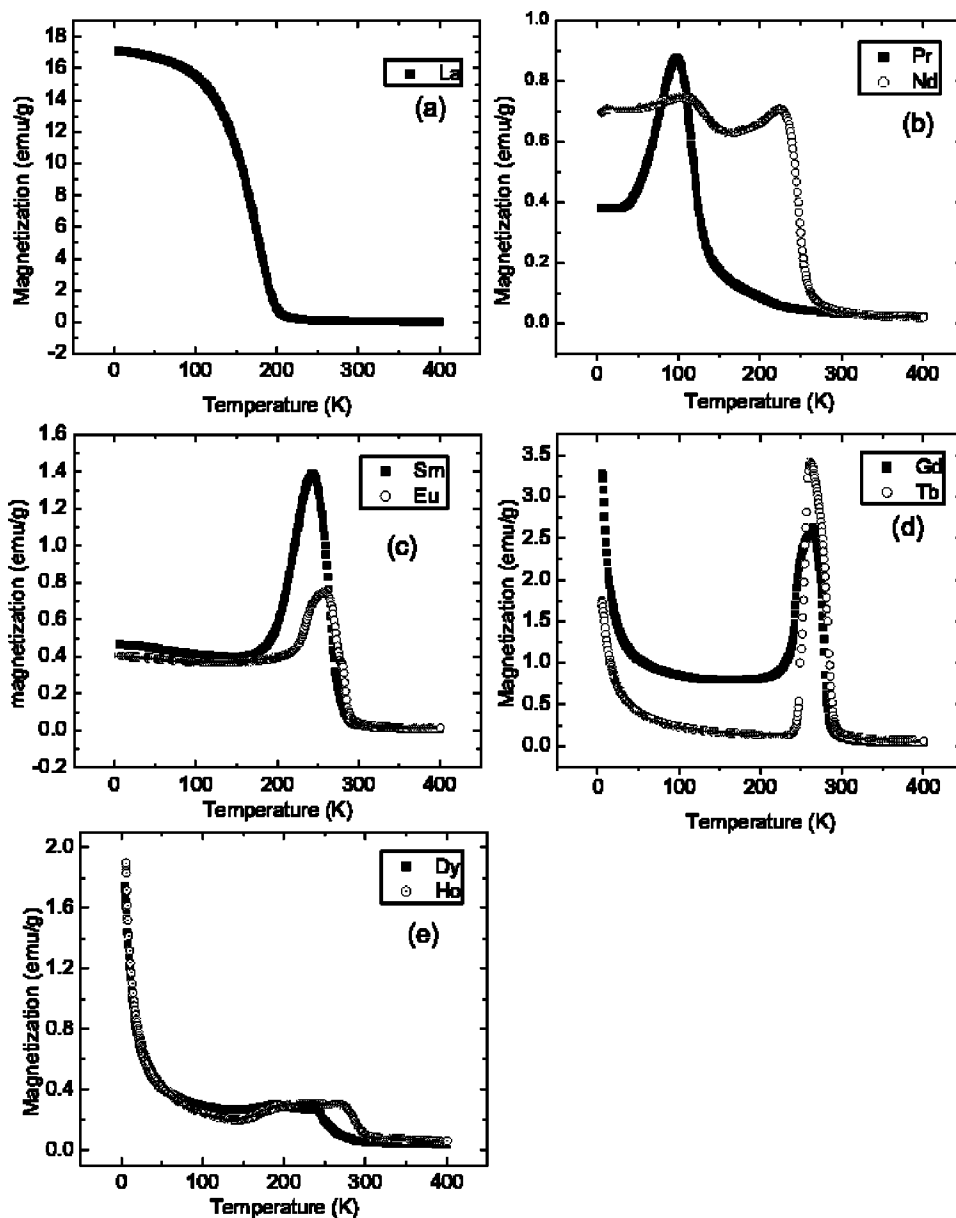 18
16
14
12
10
8
6
4
2
0
-2
Magnetization (emu/g)
La
(a)
0 100 200 300 400
Temperature (K)
1.0
0.8
0.6
0.4
0.2
0.0
Magnetization (emu/g)
Pr
Nd
(b)
0 100 200 300 400
Temperature (K)
1.6
1.4
1.2
1.0
0.8
0.6
0.4
0.2
0.0
-0.2
magnetization (emu/g)
Sm
Eu
(c)
0 100 200 300 400
Temperature (K)
3.5
3.0
2.5
2.0
1.5
1.0
0.5
0.0
Magnetization (emu/g)
Gd
Tb
(d)
0 100 200 300 400
Temperature (K)
2.0
1.6
1.2
0.8
0.4
0.0
Magnetization (emu/g)
Dy
Ho
(e)
0 100 200 300 400
Temperature (K)